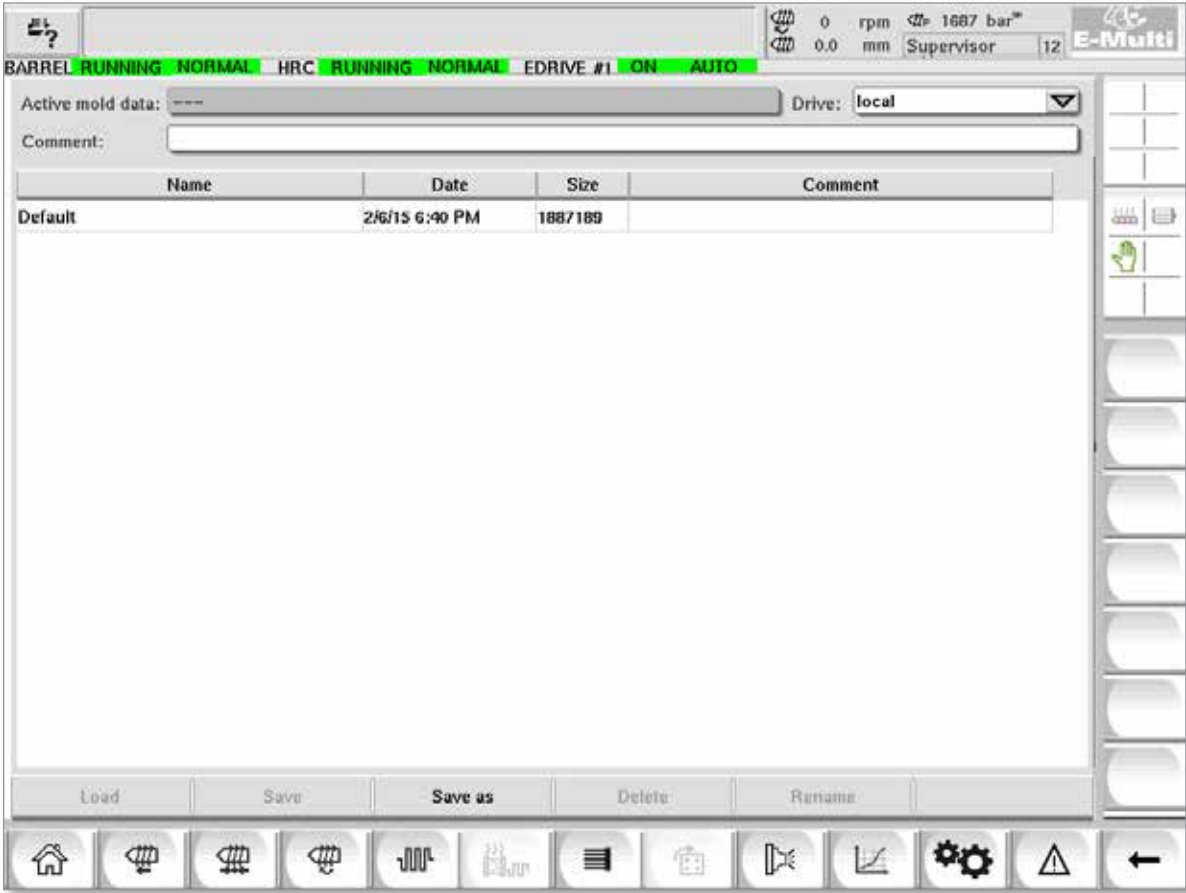 0 rpm 1687 bar
0.0 mm Supervisor 12
E-Multi
BARREL RUNNING NORMAL HRC RUNNING NORMAL EDRIVE #1 ON AUTO
Active mold data: --- Drive: local
Comment:
Name Date Size Comment
Default 2/6/15 6:40 PM 1887189
Load Save Save as Delete Rename